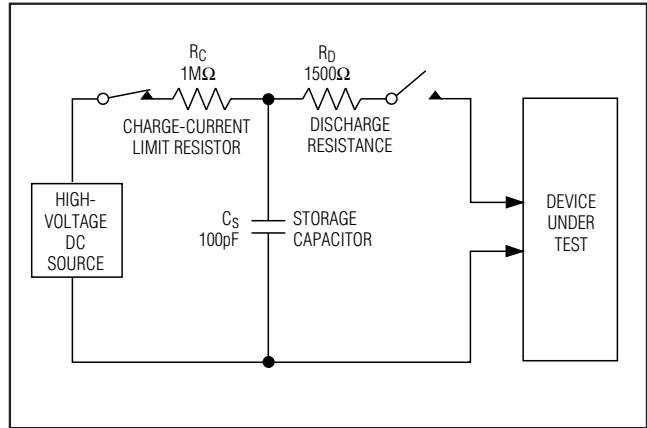 RC
1MΩ
CHARGE-CURRENT
LIMIT RESISTOR
RD
1500Ω
DISCHARGE
RESISTANCE
HIGH-
VOLTAGE
DC
SOURCE
CS
100pF
STORAGE
CAPACITOR
DEVICE
UNDER
TEST